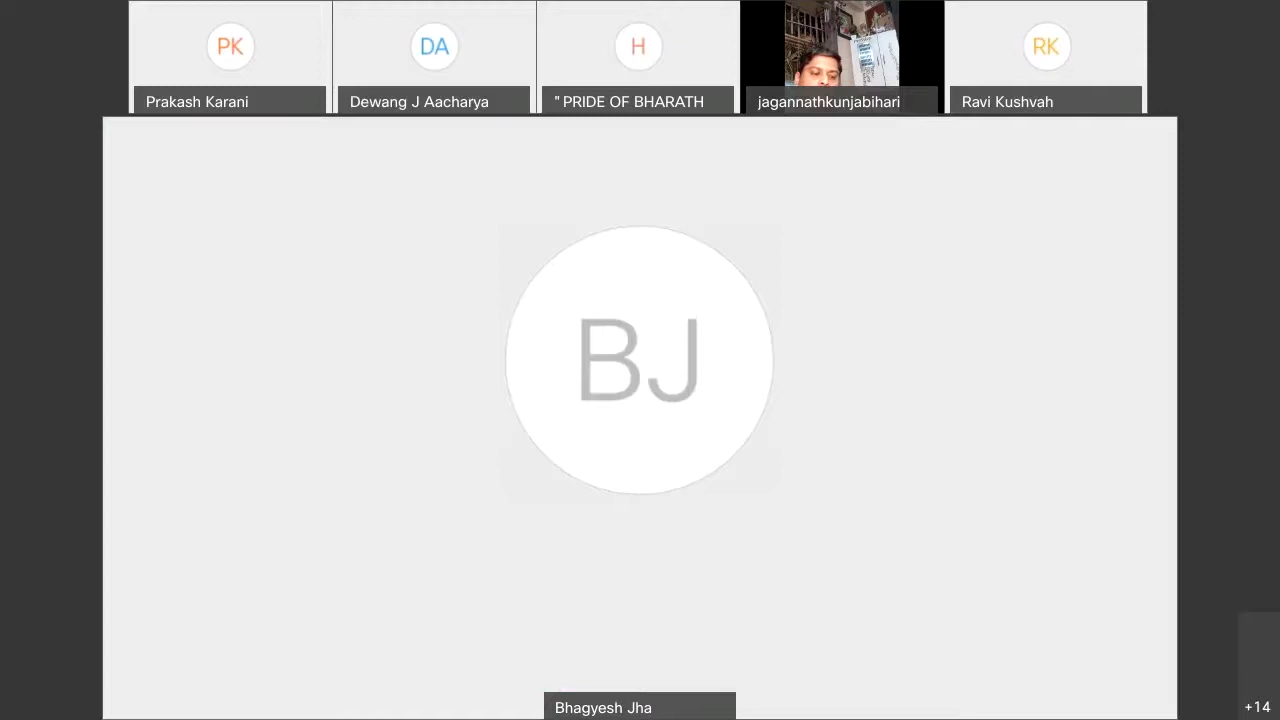 PK
DA
H
RK
Prakash Karani
Dewang J Aacharya
" PRIDE OF BHARATH
jagannathkunjabihari
Ravi Kushvah
BJ
Bhagyesh Jha
+14